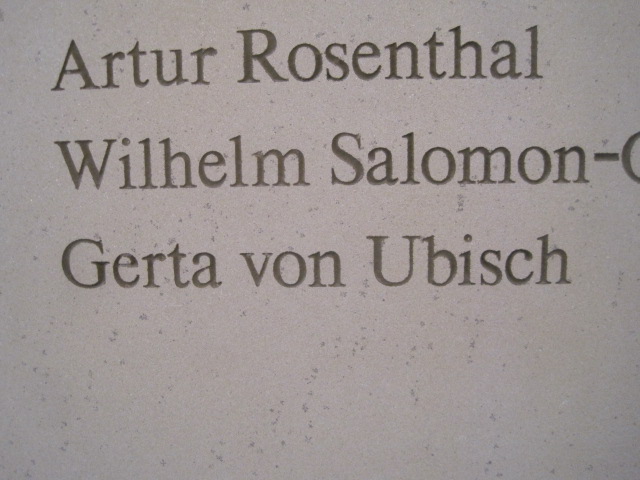 Artur Rosenthal
Wilhelm Salomon-
Gerta von Ubisch